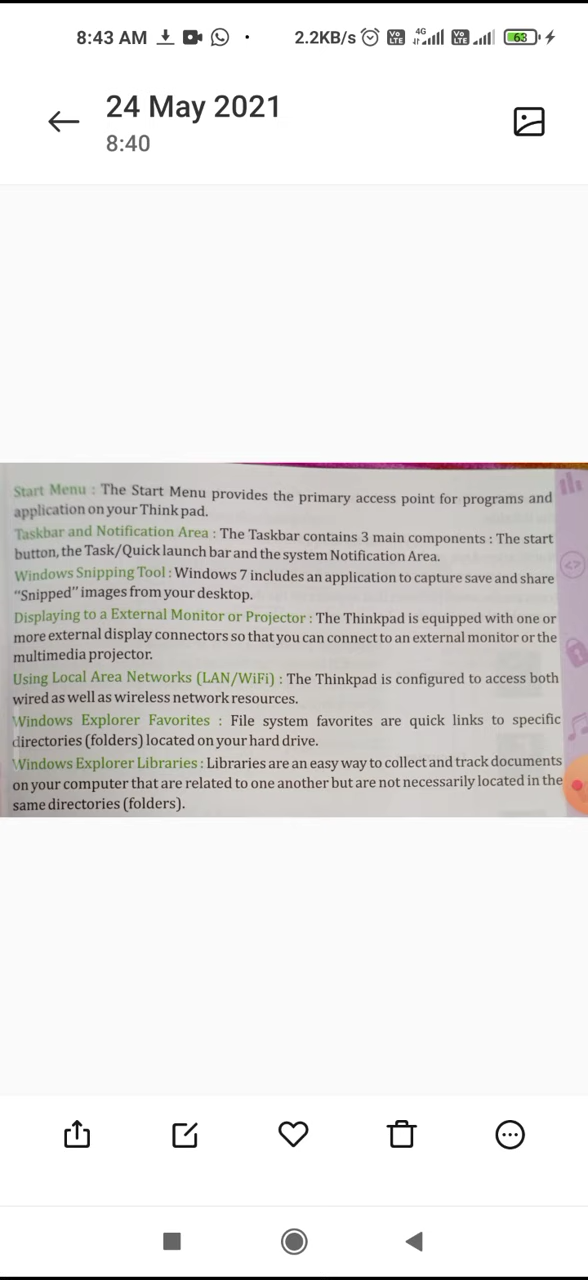 8:43 AM
2.2KB/s Vo LTE 4G Vo LTE 63
24 May 2021
8:40
Start Menu : The Start Menu provides the primary access point for programs and
application on your Think pad.
Taskbar and Notification Area : The Taskbar contains 3 main components : The start
button, the Task/Quick launch bar and the system Notification Area.
Windows Snipping Tool : Windows 7 includes an application to capture save and share
“Snipped” images from your desktop.
Displaying to a External Monitor or Projector : The Thinkpad is equipped with one or
more external display connectors so that you can connect to an external monitor or the
multimedia projector.
Using Local Area Networks (LAN/WiFi) : The Thinkpad is configured to access both
wired as well as wireless network resources.
Windows Explorer Favorites : File system favorites are quick links to specific
directories (folders) located on your hard drive.
Windows Explorer Libraries : Libraries are an easy way to collect and track documents
on your computer that are related to one another but are not necessarily located in the
same directories (folders).